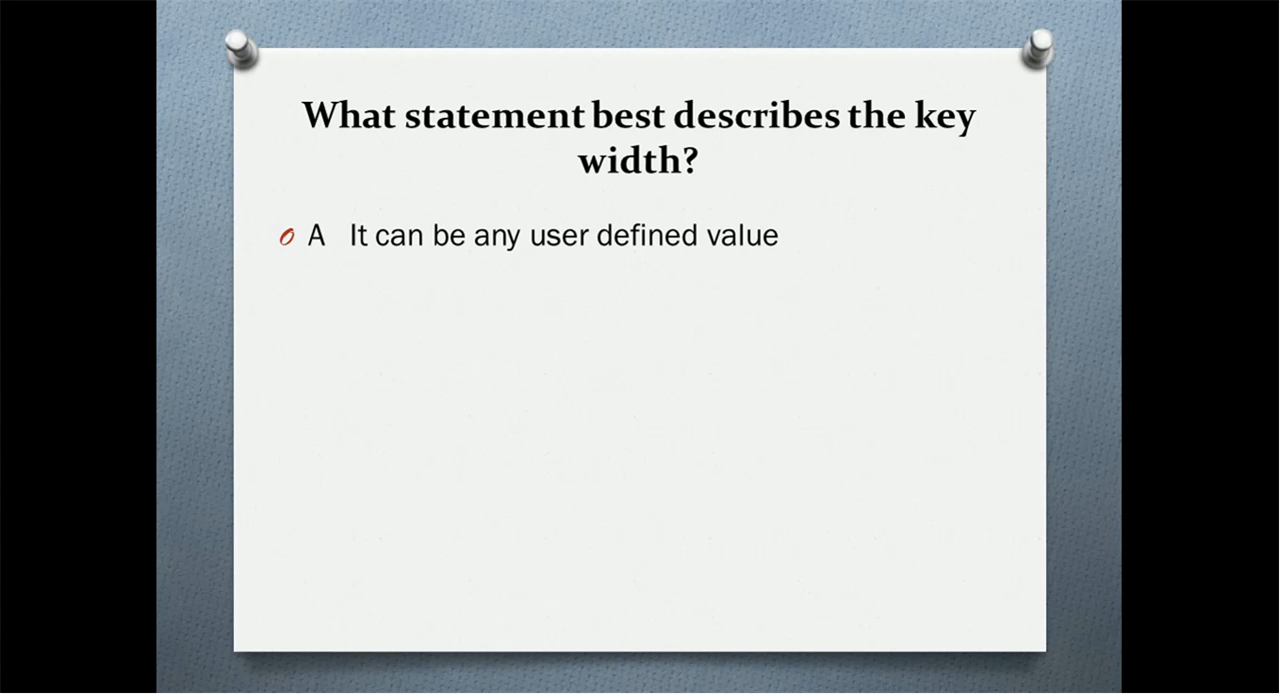 What statement best describes the key
width?
A It can be any user defined value